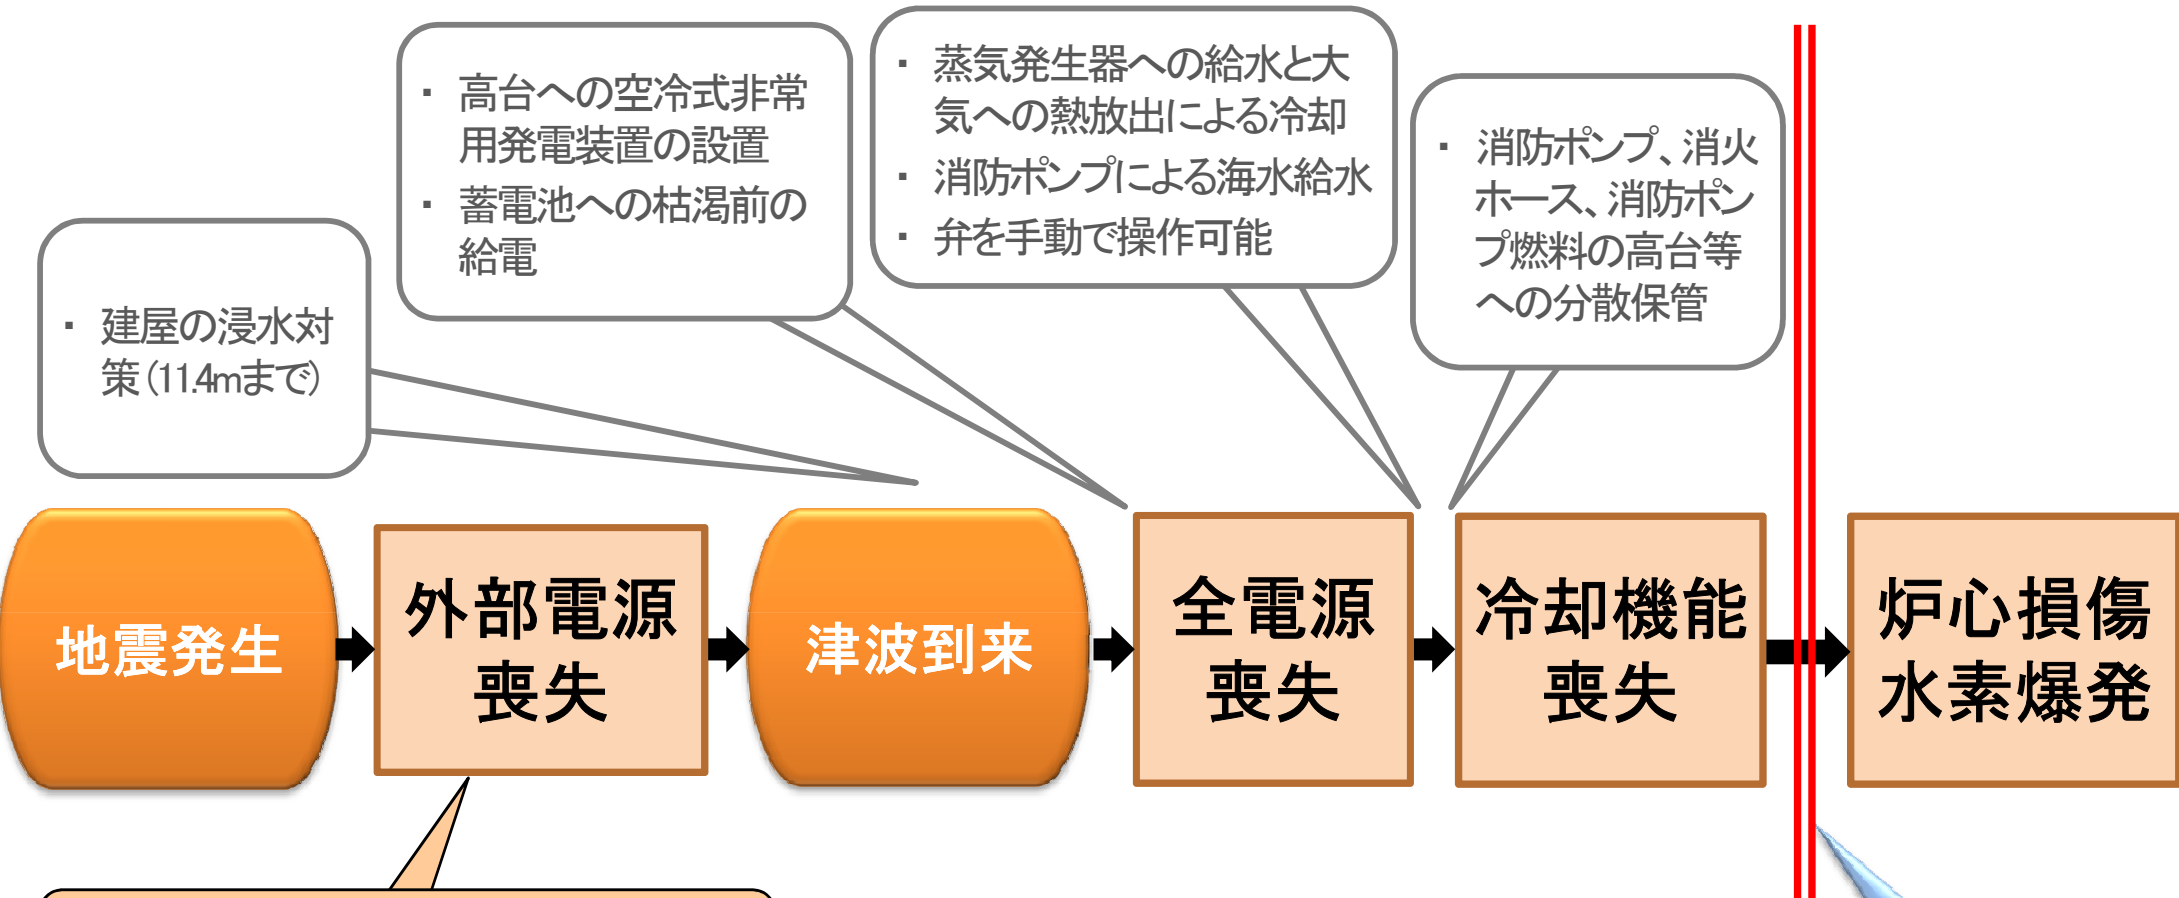 ・ 建屋の浸水対
策(11.4mまで)
・ 高台への空冷式非常
用発電装置の設置
・ 蓄電池への枯渇前の
給電
・ 蒸気発生器への給水と大
気への熱放出による冷却
・ 消防ポンプによる海水給水
・ 弁を手動で操作可能
・ 消防ポンプ、消火
ホース、消防ポン
プ燃料の高台等
への分散保管
地震発生
外部電源
喪失
津波到来
全電源
喪失
冷却機能
喪失
炉心損傷
水素爆発